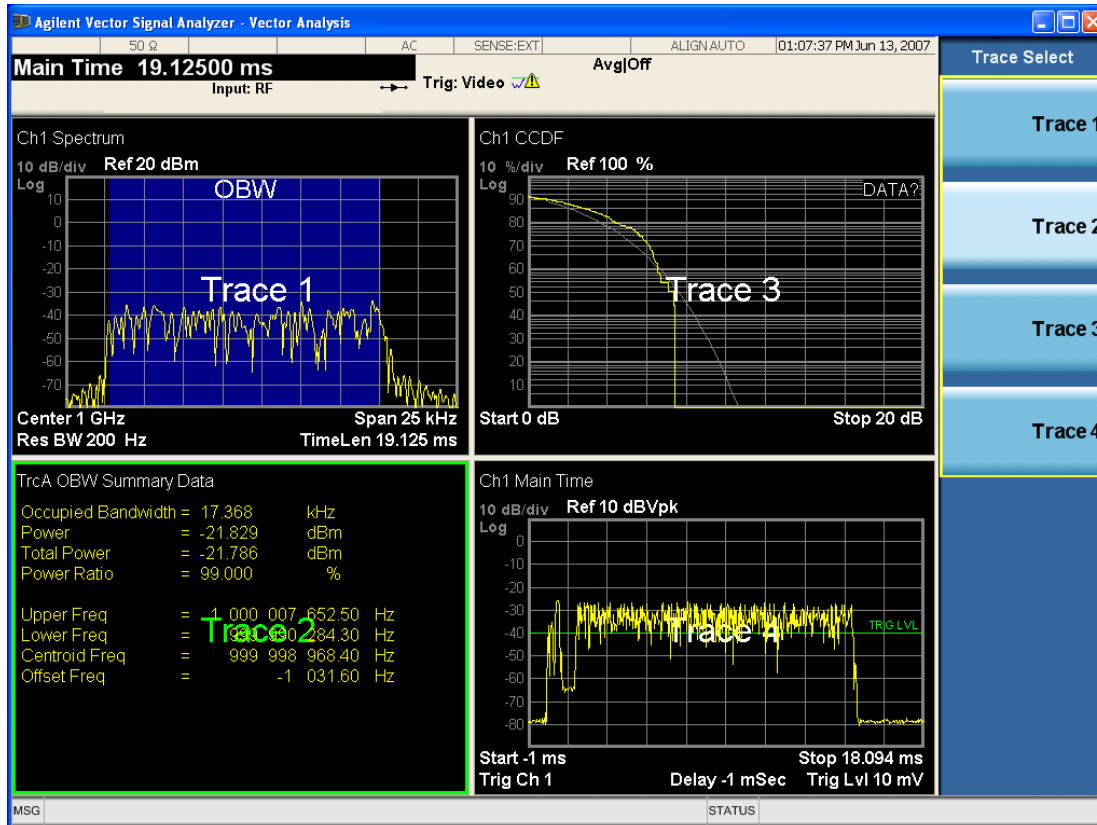 Agilent Vector Signal Analyzer - Vector Analysis
50 Ω AC SENSE:EXT ALIGN AUTO 01:07:37 PM Jun 13, 2007
Main Time 19.12500 ms
Avg|Off
Input: RF
Trig: Video
Trace Select
Trace 1
Trace 2
Trace 3
Trace 4
Ch1 Spectrum
10 dB/div Ref 20 dBm
Log
OBW
10
0
-10
-20
-30
-40
-50
-60
-70
Trace 1
Center 1 GHz Span 25 kHz
Res BW 200 Hz TimeLen 19.125 ms
Ch1 CCDF
10 %/div Ref 100 %
Log
DATA?
90
80
70
60
50
40
30
20
10
Trace 3
Start 0 dB Stop 20 dB
TrcA OBW Summary Data
Occupied Bandwidth = 17.368 kHz
Power = -21.829 dBm
Total Power = -21.786 dBm
Power Ratio = 99.000 %
Upper Freq = 1 000 007 652.50 Hz
Lower Freq = 999 990 284.30 Hz
Trace 2
Centroid Freq = 999 998 968.40 Hz
Offset Freq = -1 031.60 Hz
Ch1 Main Time
10 dB/div Ref 10 dBVpk
Log
0
-10
-20
-30
-40
-50
-60
-70
-80
Trace 4
TRIG LVL
Start -1 ms Stop 18.094 ms
Trig Ch 1 Delay -1 mSec Trig Lvl 10 mV
MSG STATUS